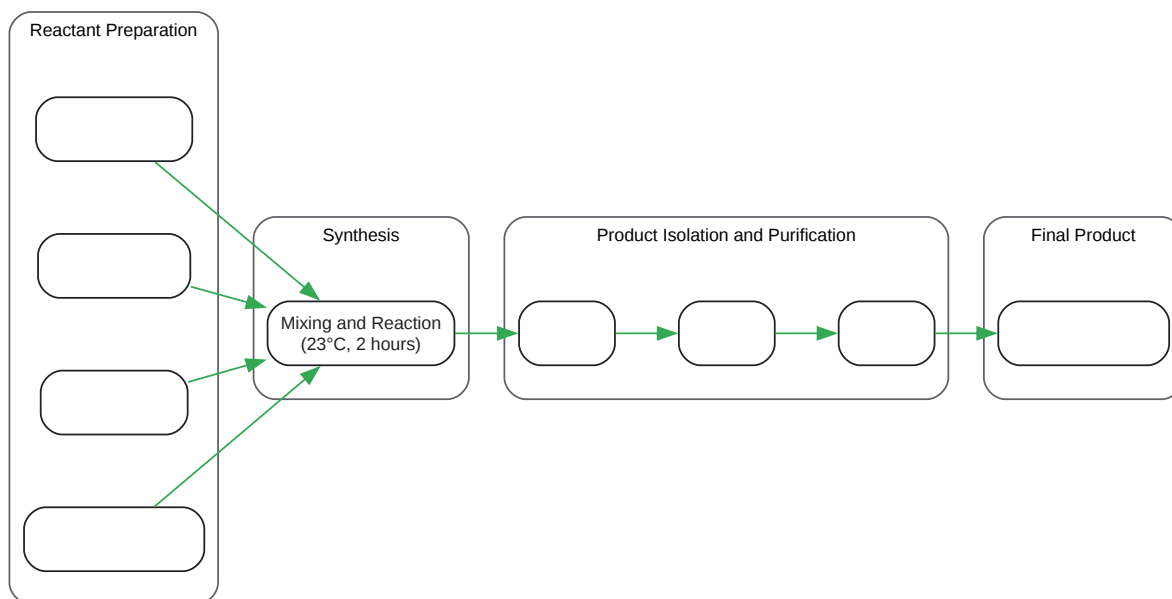 Reactant Preparation
Synthesis
Mixing and Reaction
(23°C, 2 hours)
Product Isolation and Purification
Final Product